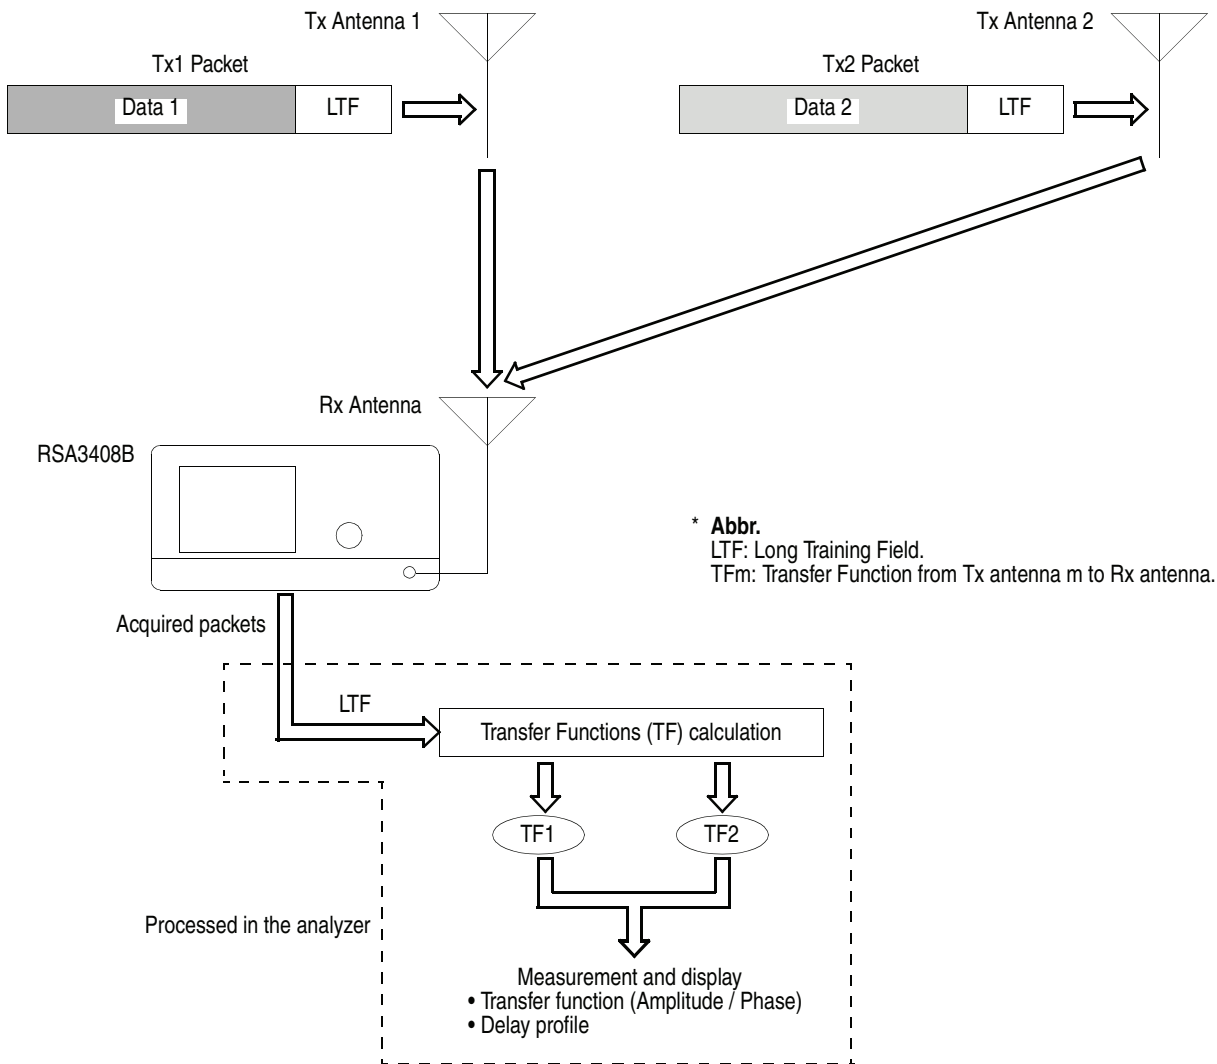 Tx Antenna 1
Tx Antenna 2
Tx1 Packet
Tx2 Packet
Data 1
LTF
Data 2
LTF
Rx Antenna
RSA3408B
* Abbr.
LTF: Long Training Field.
TFm: Transfer Function from Tx antenna m to Rx antenna.
Acquired packets
LTF
Transfer Functions (TF) calculation
TF1
TF2
Processed in the analyzer
Measurement and display
• Transfer function (Amplitude / Phase)
• Delay profile